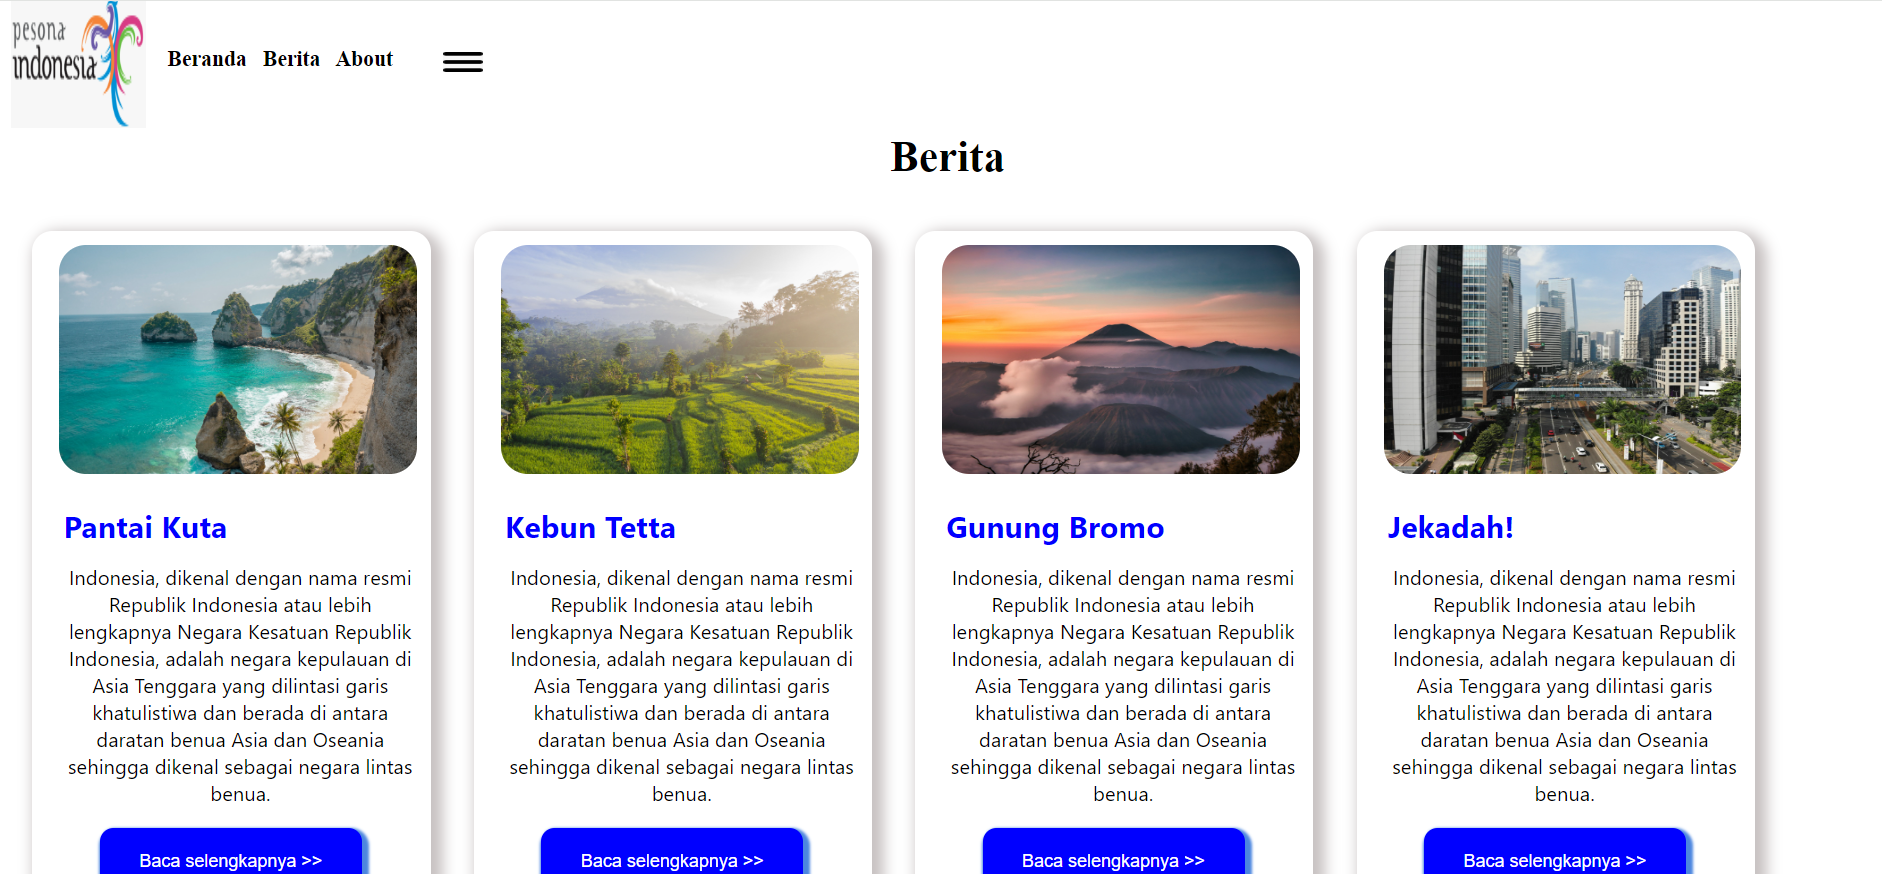 pesona
indonesia
Beranda Berita About
Berita
Pantai Kuta
Indonesia, dikenal dengan nama resmi
Republik Indonesia atau lebih
lengkapnya Negara Kesatuan Republik
Indonesia, adalah negara kepulauan di
Asia Tenggara yang dilintasi garis
khatulistiwa dan berada di antara
daratan benua Asia dan Oseania
sehingga dikenal sebagai negara lintas
benua.
Baca selengkapnya >>
Kebun Tetta
Indonesia, dikenal dengan nama resmi
Republik Indonesia atau lebih
lengkapnya Negara Kesatuan Republik
Indonesia, adalah negara kepulauan di
Asia Tenggara yang dilintasi garis
khatulistiwa dan berada di antara
daratan benua Asia dan Oseania
sehingga dikenal sebagai negara lintas
benua.
Baca selengkapnya >>
Gunung Bromo
Indonesia, dikenal dengan nama resmi
Republik Indonesia atau lebih
lengkapnya Negara Kesatuan Republik
Indonesia, adalah negara kepulauan di
Asia Tenggara yang dilintasi garis
khatulistiwa dan berada di antara
daratan benua Asia dan Oseania
sehingga dikenal sebagai negara lintas
benua.
Baca selengkapnya >>
Jekadah!
Indonesia, dikenal dengan nama resmi
Republik Indonesia atau lebih
lengkapnya Negara Kesatuan Republik
Indonesia, adalah negara kepulauan di
Asia Tenggara yang dilintasi garis
khatulistiwa dan berada di antara
daratan benua Asia dan Oseania
sehingga dikenal sebagai negara lintas
benua.
Baca selengkapnya >>